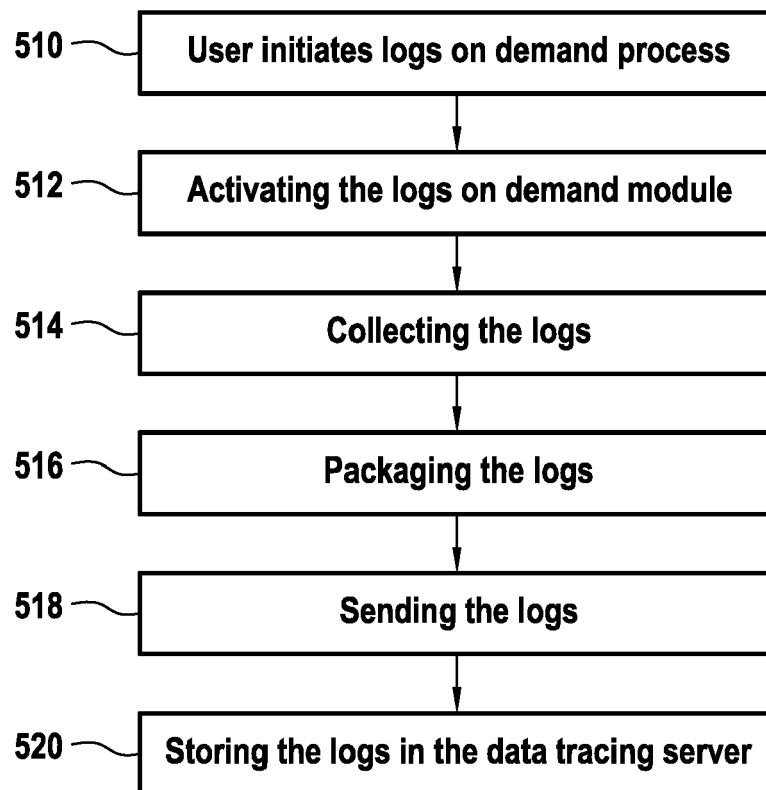 510 User initiates logs on demand process
512 Activating the logs on demand module
514 Collecting the logs
516 Packaging the logs
518 Sending the logs
520 Storing the logs in the data tracing server